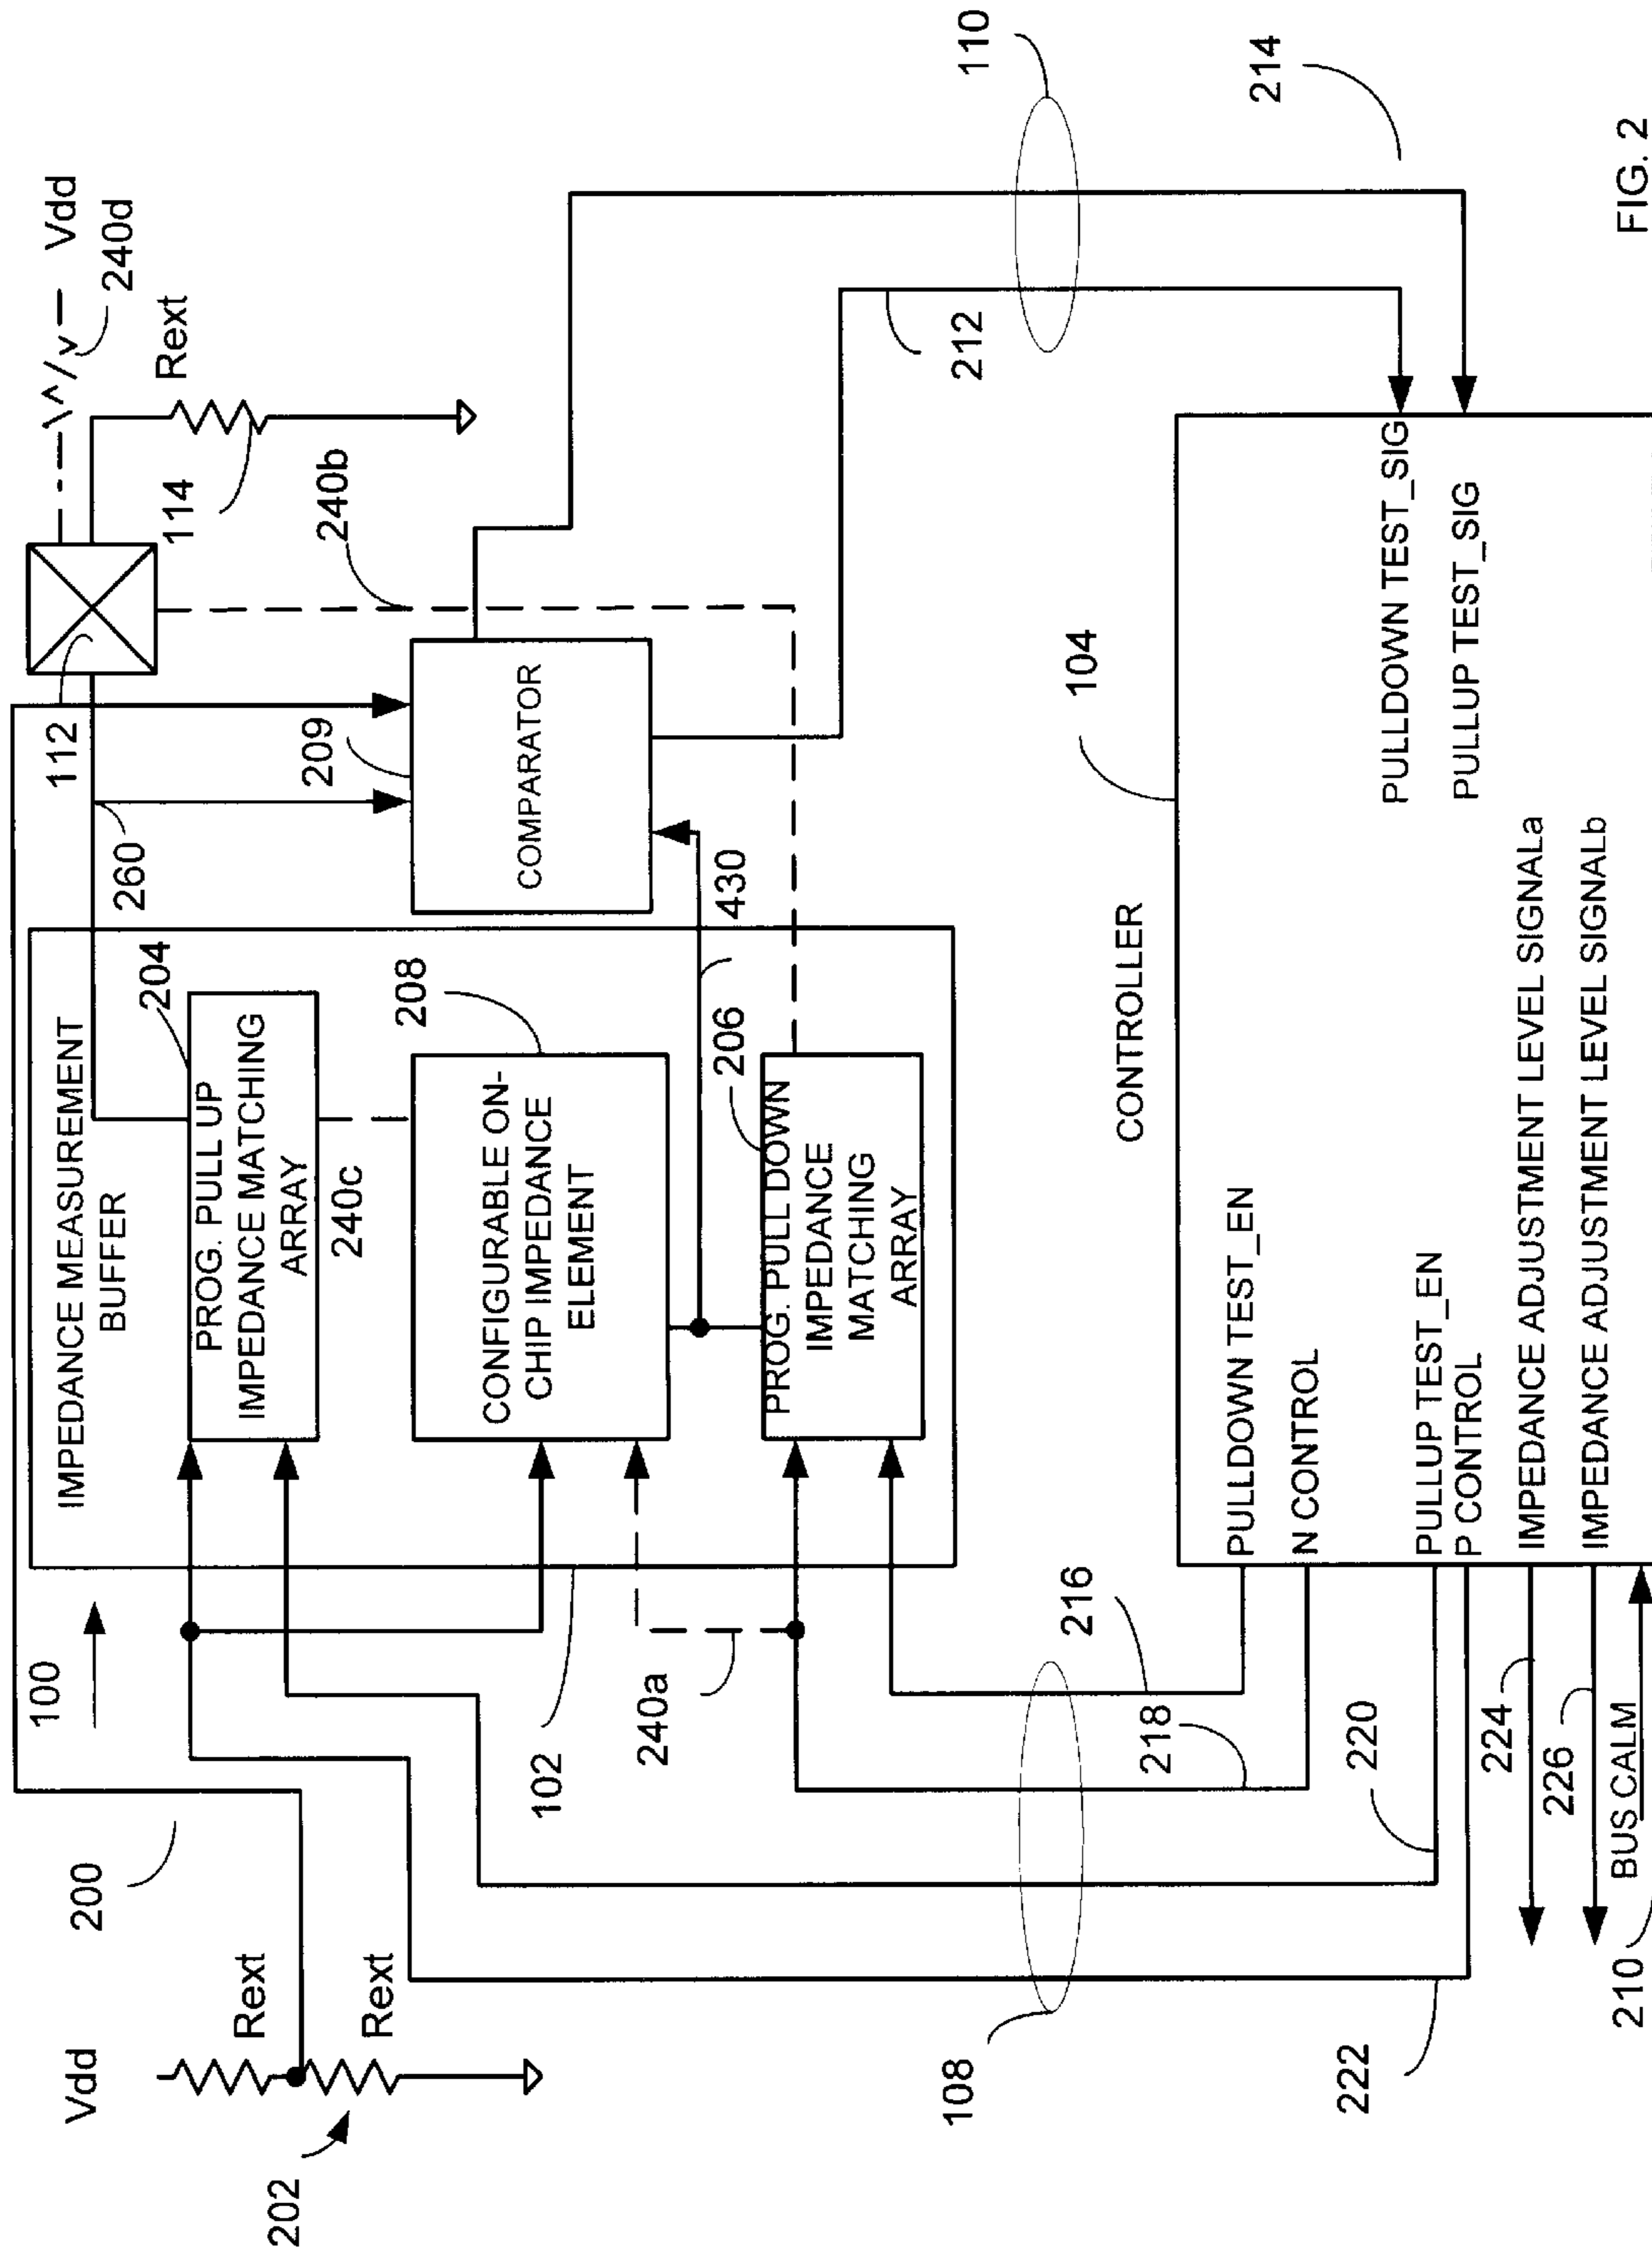 Vdd
Rext
Rext
202
200
100
IMPEDANCE MEASUREMENT
BUFFER
PROG. PULL UP
IMPEDANCE MATCHING
ARRAY
204
240c
CONFIGURABLE ON-
CHIP IMPEDANCE
ELEMENT
208
PROG. PULL DOWN
IMPEDANCE
MATCHING
ARRAY
206
430
102
240a
260
112
209
COMPARATOR
Vdd
240d
Rext
114
240b
212
110
214
108
216
218
220
222
CONTROLLER
104
PULLDOWN TEST_EN
N CONTROL
PULLUP TEST_EN
P CONTROL
IMPEDANCE ADJUSTMENT LEVEL SIGNALa
IMPEDANCE ADJUSTMENT LEVEL SIGNALb
PULLDOWN TEST_SIG
PULLUP TEST_SIG
224
226
BUS CALM
210
FIG. 2